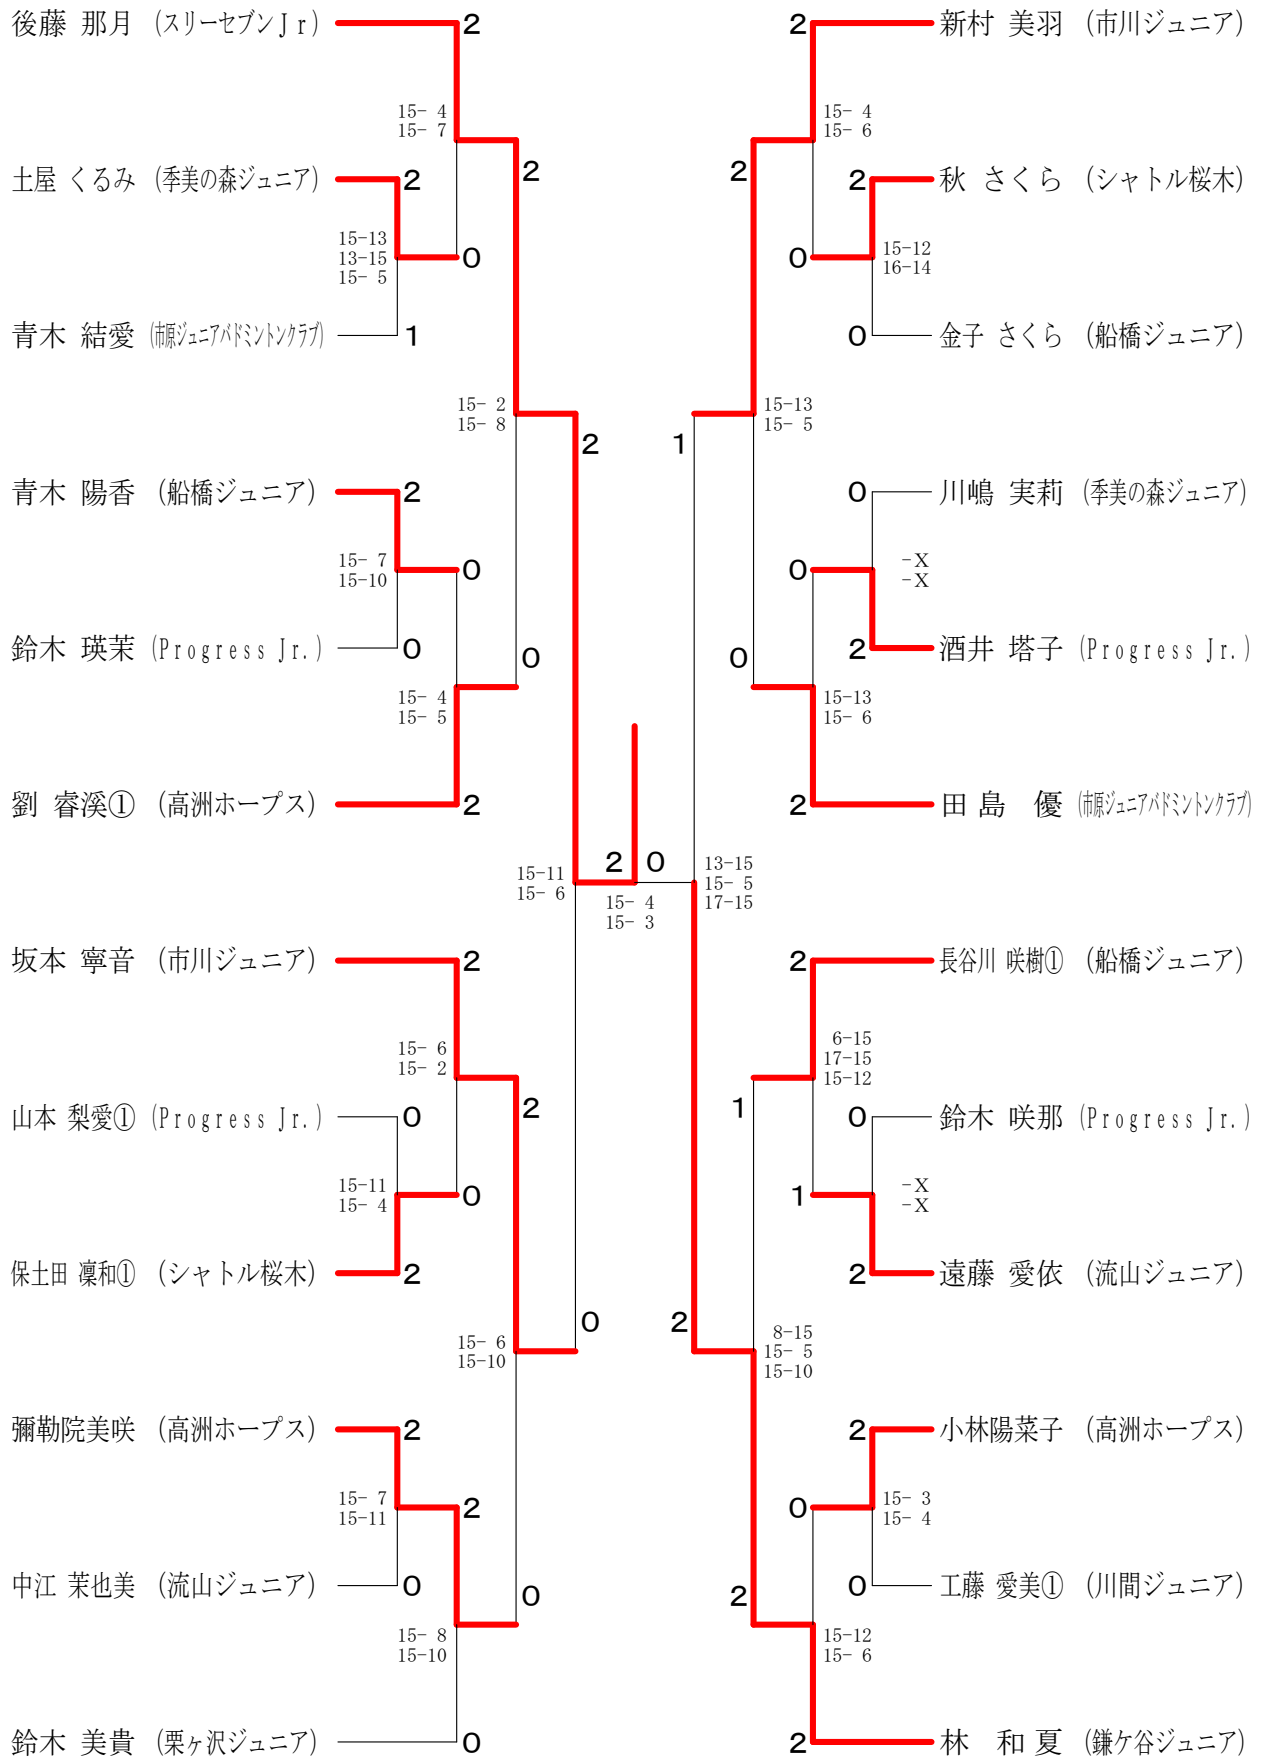 後藤 那月 (スリーセブンJr) 2 2 新村 美羽 (市川ジュニア)
15- 4 15- 4
15- 7 15- 6
土屋 くるみ (季美の森ジュニア) 2 2 2 2 秋 さくら (シャトル桜木)
15-13 15-12
13-15 0 0 16-14
15- 5
青木 結愛 (市原ジュニアバドミントンクラブ) 1 0 金子 さくら (船橋ジュニア)
15- 2 15-13
15- 8 15- 5
2 1
青木 陽香 (船橋ジュニア) 2 0 川嶋 実莉 (季美の森ジュニア)
15- 7 0 0 -X
15-10 -X
鈴木 瑛茉 (Progress Jr.) 0 0 0 2 酒井 塔子 (Progress Jr.)
15- 4 15-13
15- 5 15- 6
劉 睿溪① (高洲ホープス) 2 2 田島 優 (市原ジュニアバドミントンクラブ)
15-11 2 0 13-15
15- 6 15- 5
15- 4 17-15
15- 3
坂本 寧音 (市川ジュニア) 2 2 長谷川 咲樹① (船橋ジュニア)
15- 6 6-15
15- 2 17-15
15-12
山本 梨愛① (Progress Jr.) 0 2 1 0 鈴木 咲那 (Progress Jr.)
15-11 -X
15- 4 0 1 -X
保土田 凜和① (シャトル桜木) 2 2 遠藤 愛依 (流山ジュニア)
0 2
15- 6 8-15
15-10 15- 5
15-10
彌勒院美咲 (高洲ホープス) 2 2 小林陽菜子 (高洲ホープス)
15- 7 2 0 15- 3
15-11 15- 4
中江 茉也美 (流山ジュニア) 0 0 2 0 工藤 愛美① (川間ジュニア)
15- 8 15-12
15-10 15- 6
鈴木 美貴 (栗ヶ沢ジュニア) 0 2 林 和夏 (鎌ケ谷ジュニア)